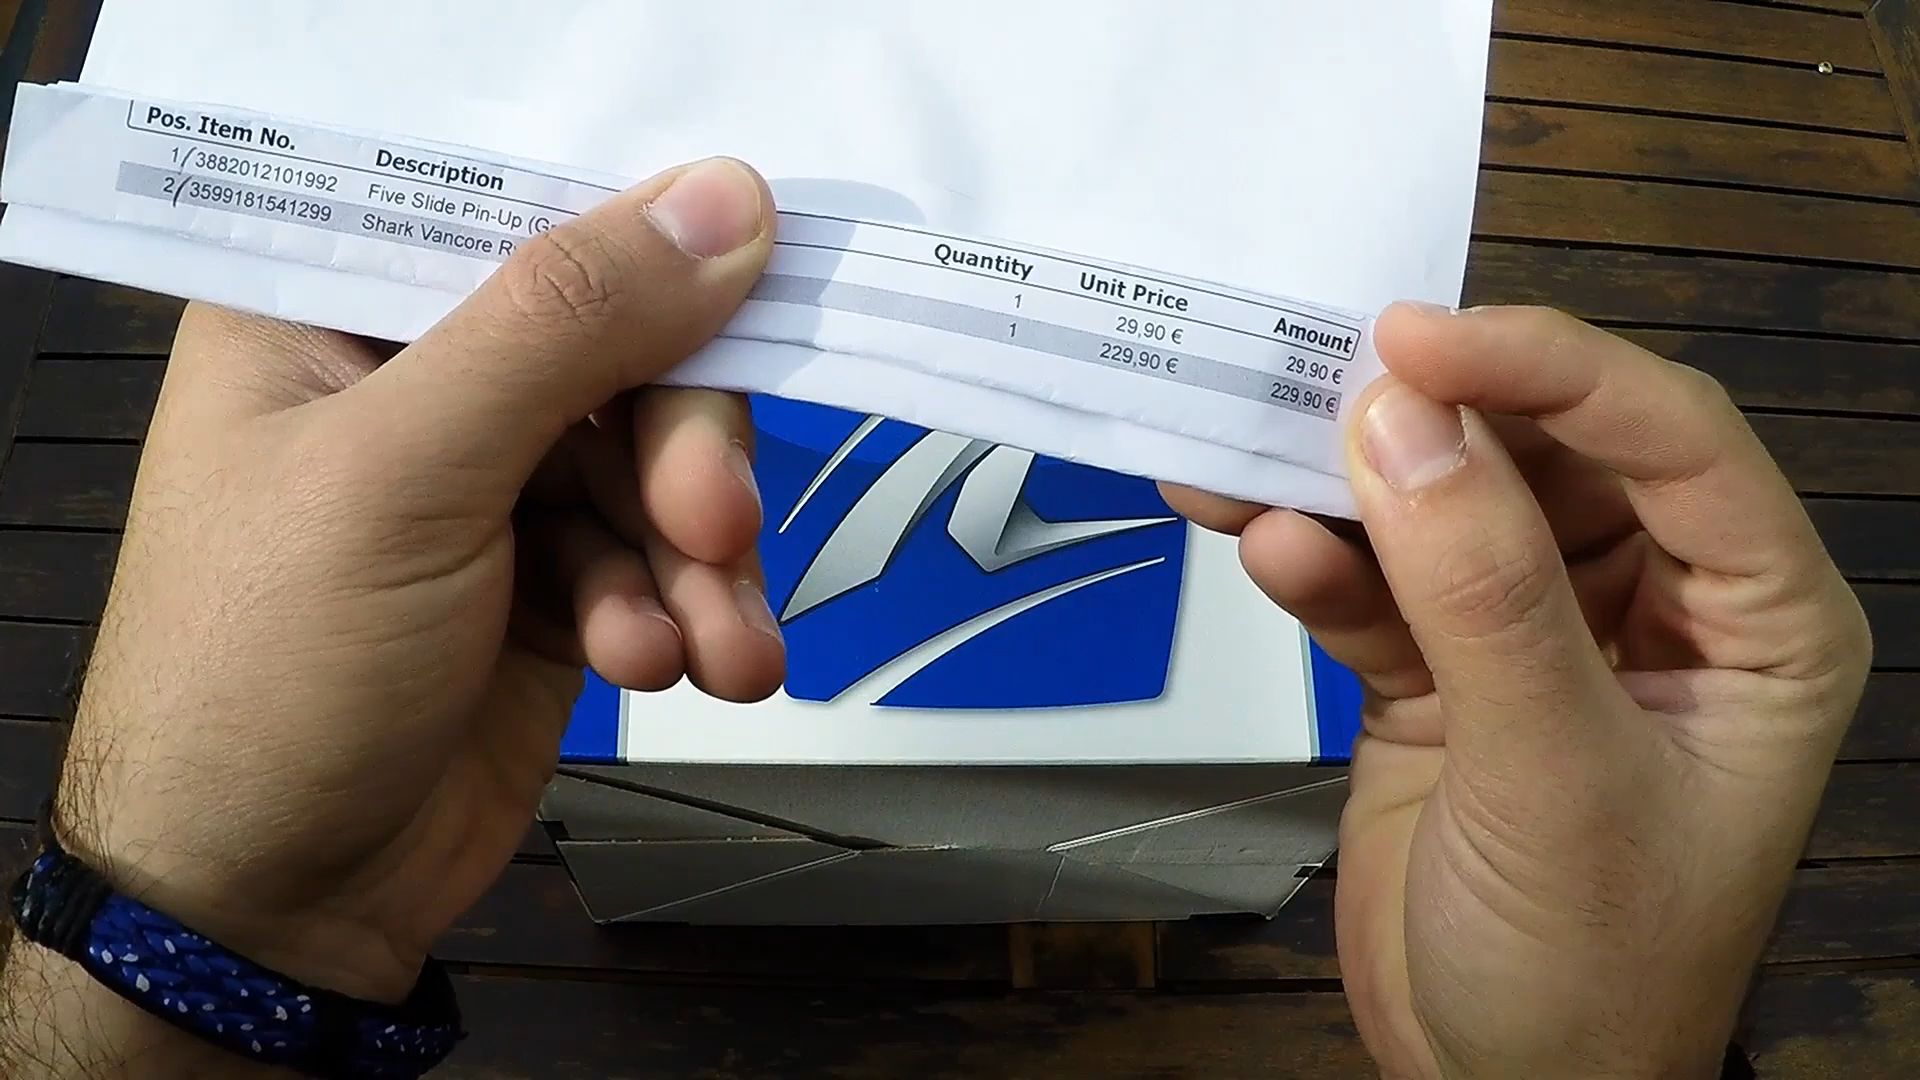 Pos. Item No. Description Quantity Unit Price Amount
1 3882012101992 Five Slide Pin-Up 1 29,90 € 29,90 €
2 3599181541299 Shark Vancore 1 229,90 € 229,90 €